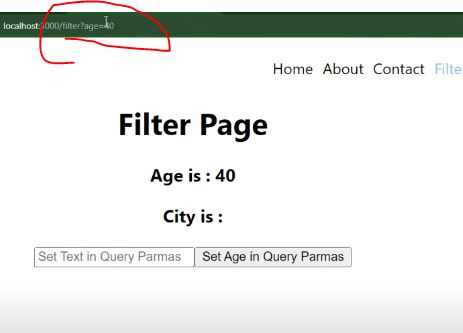 localhost:3000/filter?age=40
Home About Contact Filte
Filter Page
Age is : 40
City is :
Set Text in Query Parmas Set Age in Query Parmas